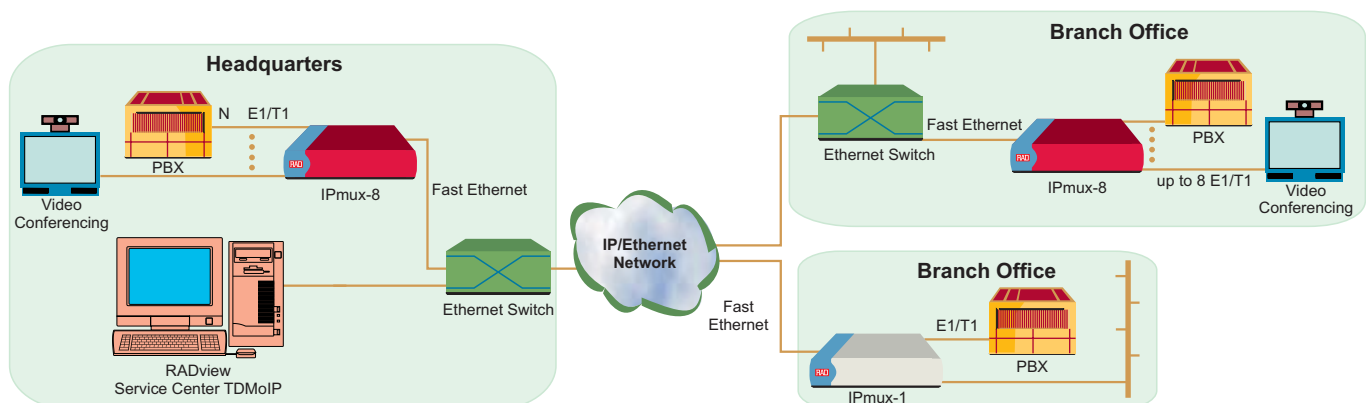 Headquarters
N E1/T1
PBX
RAD
IPmux-8
Video
Conferencing
Fast Ethernet
RADview
Service Center TDMoIP
Ethernet Switch
IP/Ethernet
Network
Branch Office
Ethernet Switch
Fast Ethernet
RAD
IPmux-8
PBX
up to 8 E1/T1
Video
Conferencing
Branch Office
Fast
Ethernet
E1/T1
PBX
RAD
IPmux-1